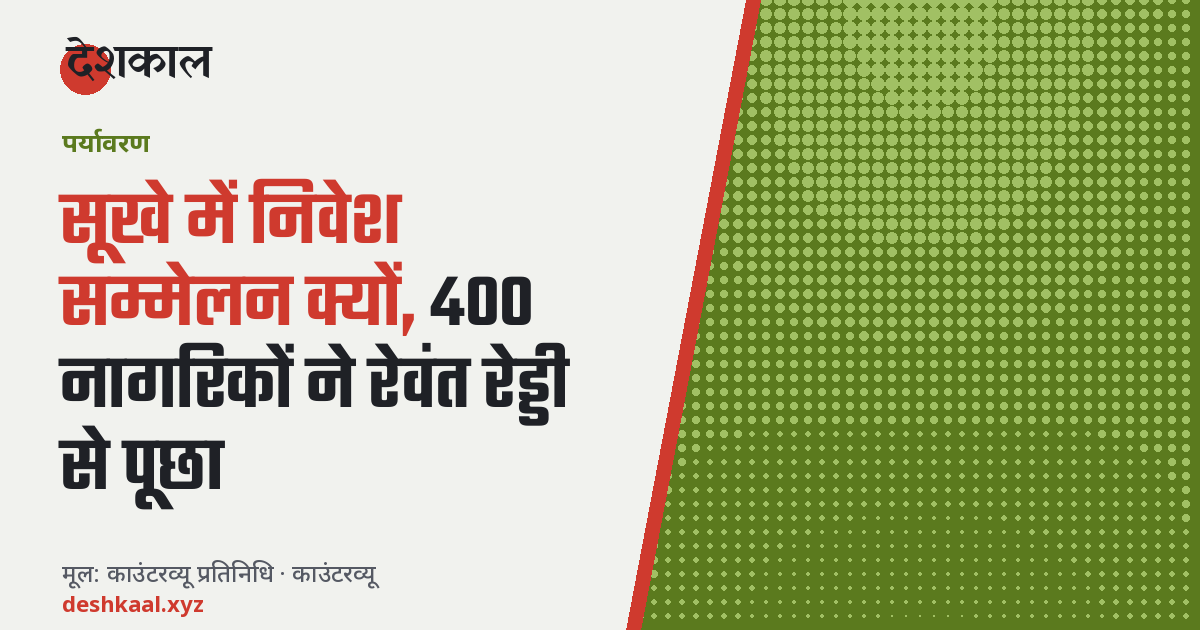 देशकाल
पर्यावरण
सूखे में निवेश
सम्मेलन क्यों, 400
नागरिकों ने रेवंत रेड्डी
से पूछा
मूल: काउंटरव्यू प्रतिनिधि · काउंटरव्यू
deshkaal.xyz